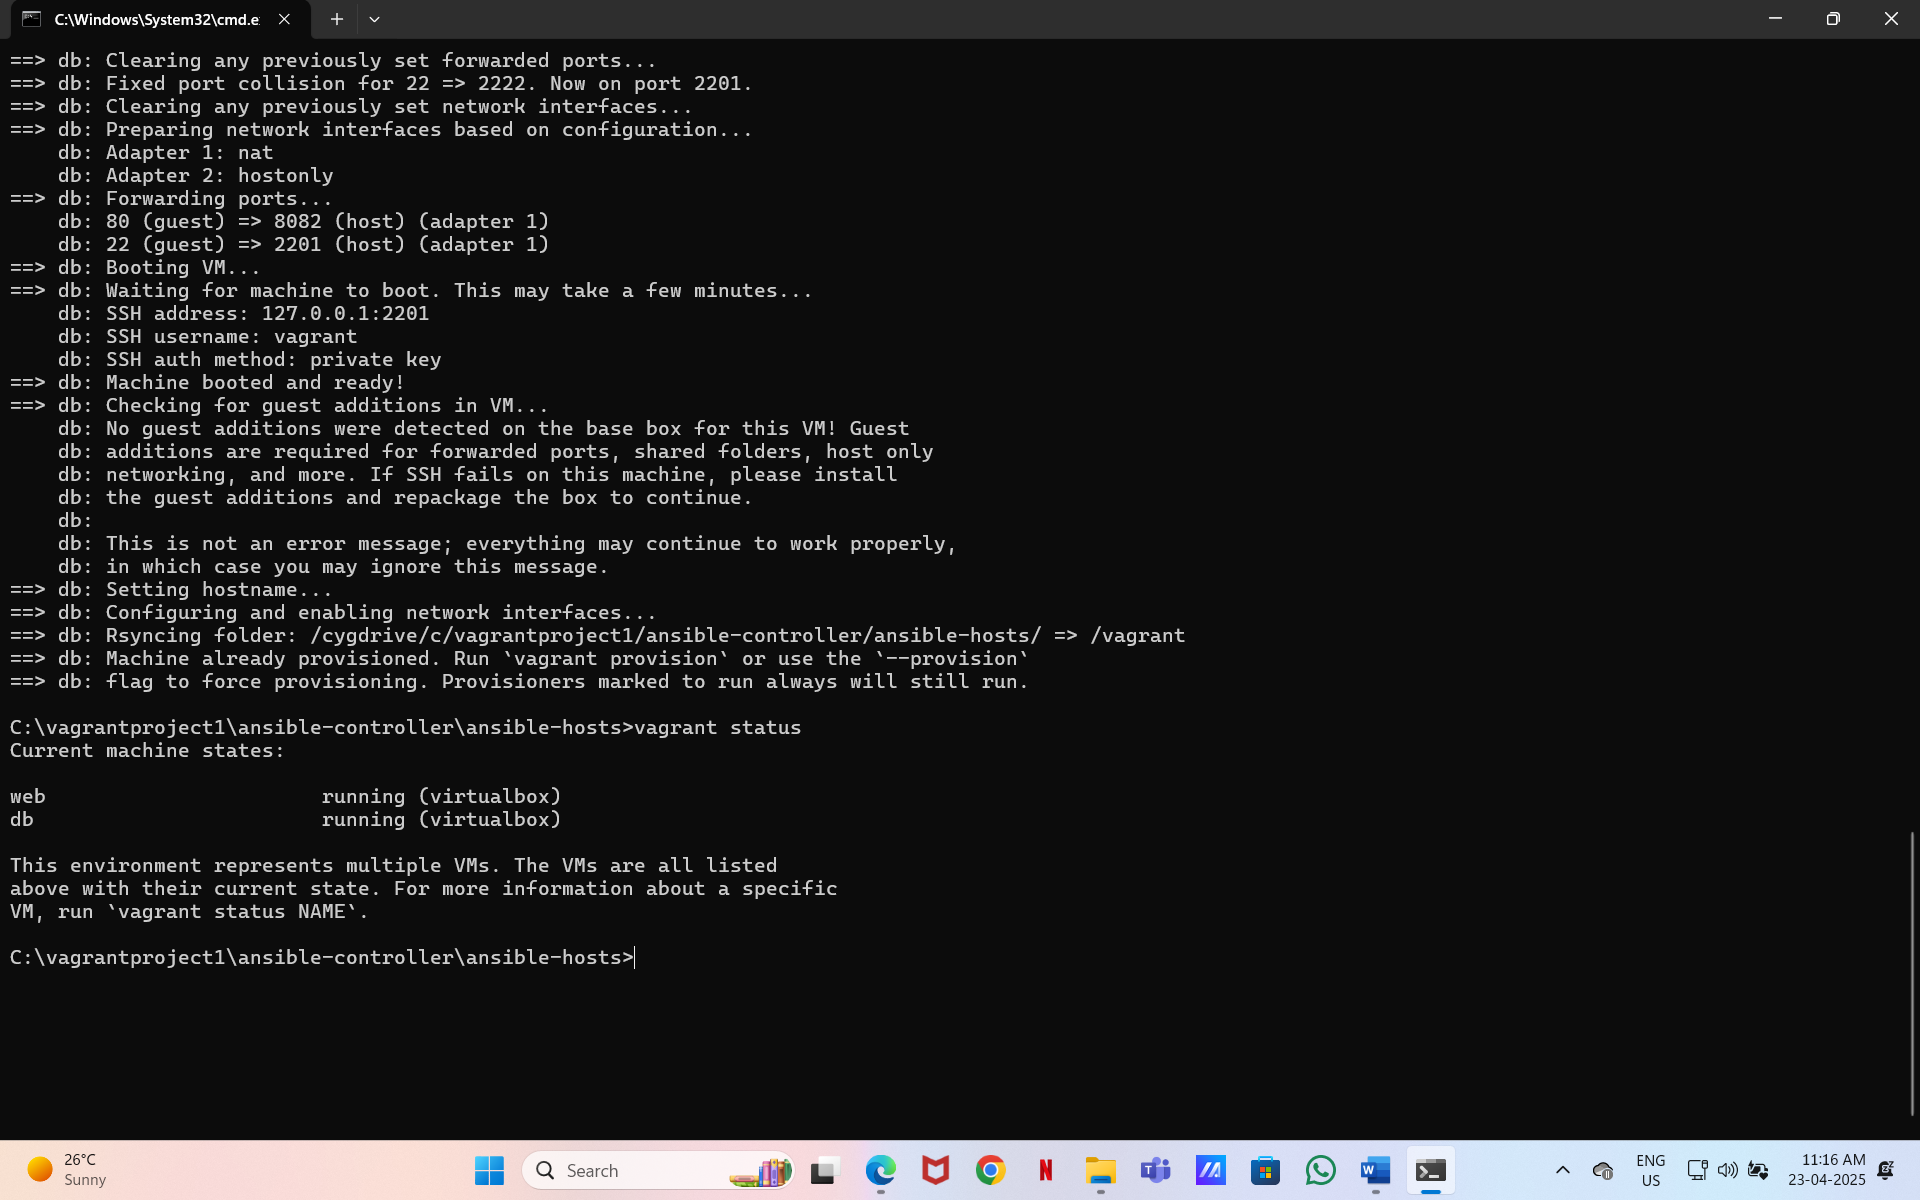 C:\Windows\System32\cmd.e
==> db: Clearing any previously set forwarded ports...
==> db: Fixed port collision for 22 => 2222. Now on port 2201.
==> db: Clearing any previously set network interfaces...
==> db: Preparing network interfaces based on configuration...
    db: Adapter 1: nat
    db: Adapter 2: hostonly
==> db: Forwarding ports...
    db: 80 (guest) => 8082 (host) (adapter 1)
    db: 22 (guest) => 2201 (host) (adapter 1)
==> db: Booting VM...
==> db: Waiting for machine to boot. This may take a few minutes...
    db: SSH address: 127.0.0.1:2201
    db: SSH username: vagrant
    db: SSH auth method: private key
==> db: Machine booted and ready!
==> db: Checking for guest additions in VM...
    db: No guest additions were detected on the base box for this VM! Guest
    db: additions are required for forwarded ports, shared folders, host only
    db: networking, and more. If SSH fails on this machine, please install
    db: the guest additions and repackage the box to continue.
    db:
    db: This is not an error message; everything may continue to work properly,
    db: in which case you may ignore this message.
==> db: Setting hostname...
==> db: Configuring and enabling network interfaces...
==> db: Rsyncing folder: /cygdrive/c/vagrantproject1/ansible-controller/ansible-hosts/ => /vagrant
==> db: Machine already provisioned. Run `vagrant provision` or use the `--provision`
==> db: flag to force provisioning. Provisioners marked to run always will still run.
C:\vagrantproject1\ansible-controller\ansible-hosts>vagrant status
Current machine states:
web                       running (virtualbox)
db                        running (virtualbox)
This environment represents multiple VMs. The VMs are all listed
above with their current state. For more information about a specific
VM, run `vagrant status NAME`.
C:\vagrantproject1\ansible-controller\ansible-hosts>
26°C
Sunny
Search
ENG
US
11:16 AM
23-04-2025